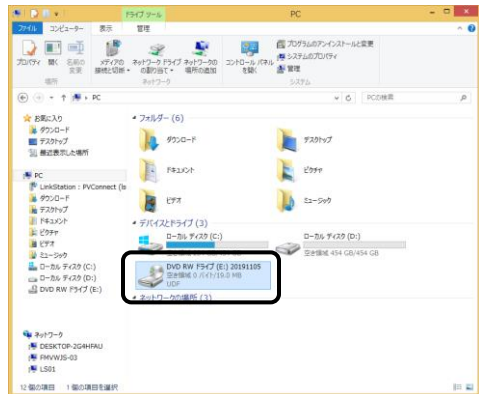 ドライブ ツール
PC
ファイル
コンピューター
表示
管理
プロパティ
開く
名前の
変更
メディアの
接続と切断
ネットワーク ドライブ
の割り当て
ネットワークの
場所の追加
コントロール パネル
を開く
プログラムのアンインストールと変更
システムのプロパティ
管理
場所
ネットワーク
システム
PC
PCの検索
お気に入り
ダウンロード
デスクトップ
最近表示した場所
PC
LinkStation : PVConnect (ls
ダウンロード
デスクトップ
ドキュメント
ピクチャ
ビデオ
ミュージック
ローカル ディスク (C:)
ローカル ディスク (D:)
DVD RW ドライブ (E:)
ネットワーク
DESKTOP-2G4HFAU
FMVWJS-03
LS01
フォルダー (6)
ダウンロード
デスクトップ
ドキュメント
ピクチャ
ビデオ
ミュージック
デバイスとドライブ (3)
ローカル ディスク (C:)
ローカル ディスク (D:)
空き領域 454 GB/454 GB
DVD RW ドライブ (E:) 20191105
空き領域 0 バイト/19.0 MB
UDF
ネットワークの場所 (3)
12 個の項目
1 個の項目を選択